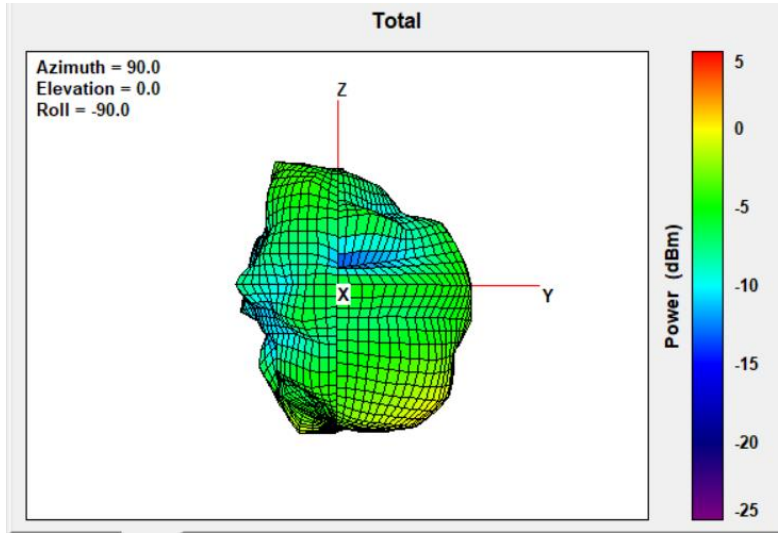 Total
Azimuth = 90.0
Elevation = 0.0
Roll = -90.0
Z
X
Y
Power (dBm)
5
0
-5
-10
-15
-20
-25